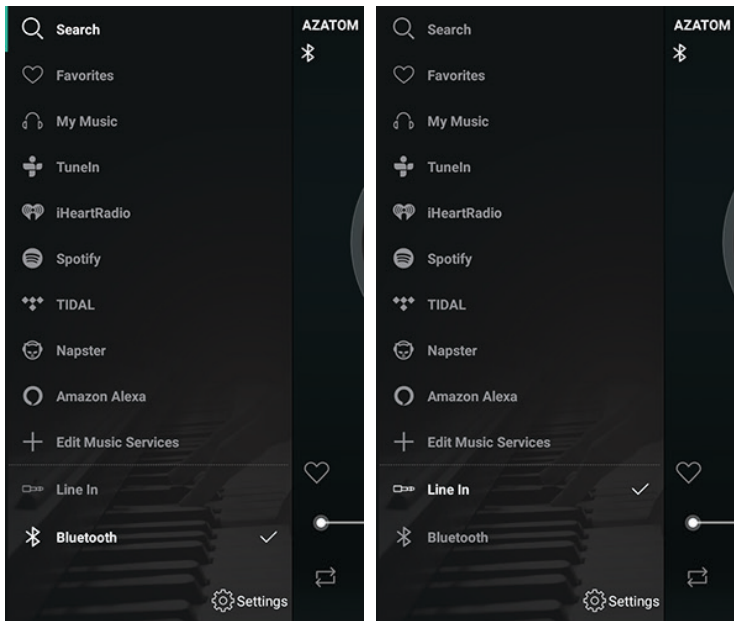 Search
Favorites
My Music
TuneIn
iHeartRadio
Spotify
TIDAL
Napster
Amazon Alexa
Edit Music Services
Line In
Bluetooth
Settings
AZATOM
Search
Favorites
My Music
TuneIn
iHeartRadio
Spotify
TIDAL
Napster
Amazon Alexa
Edit Music Services
Line In
Bluetooth
Settings
AZATOM